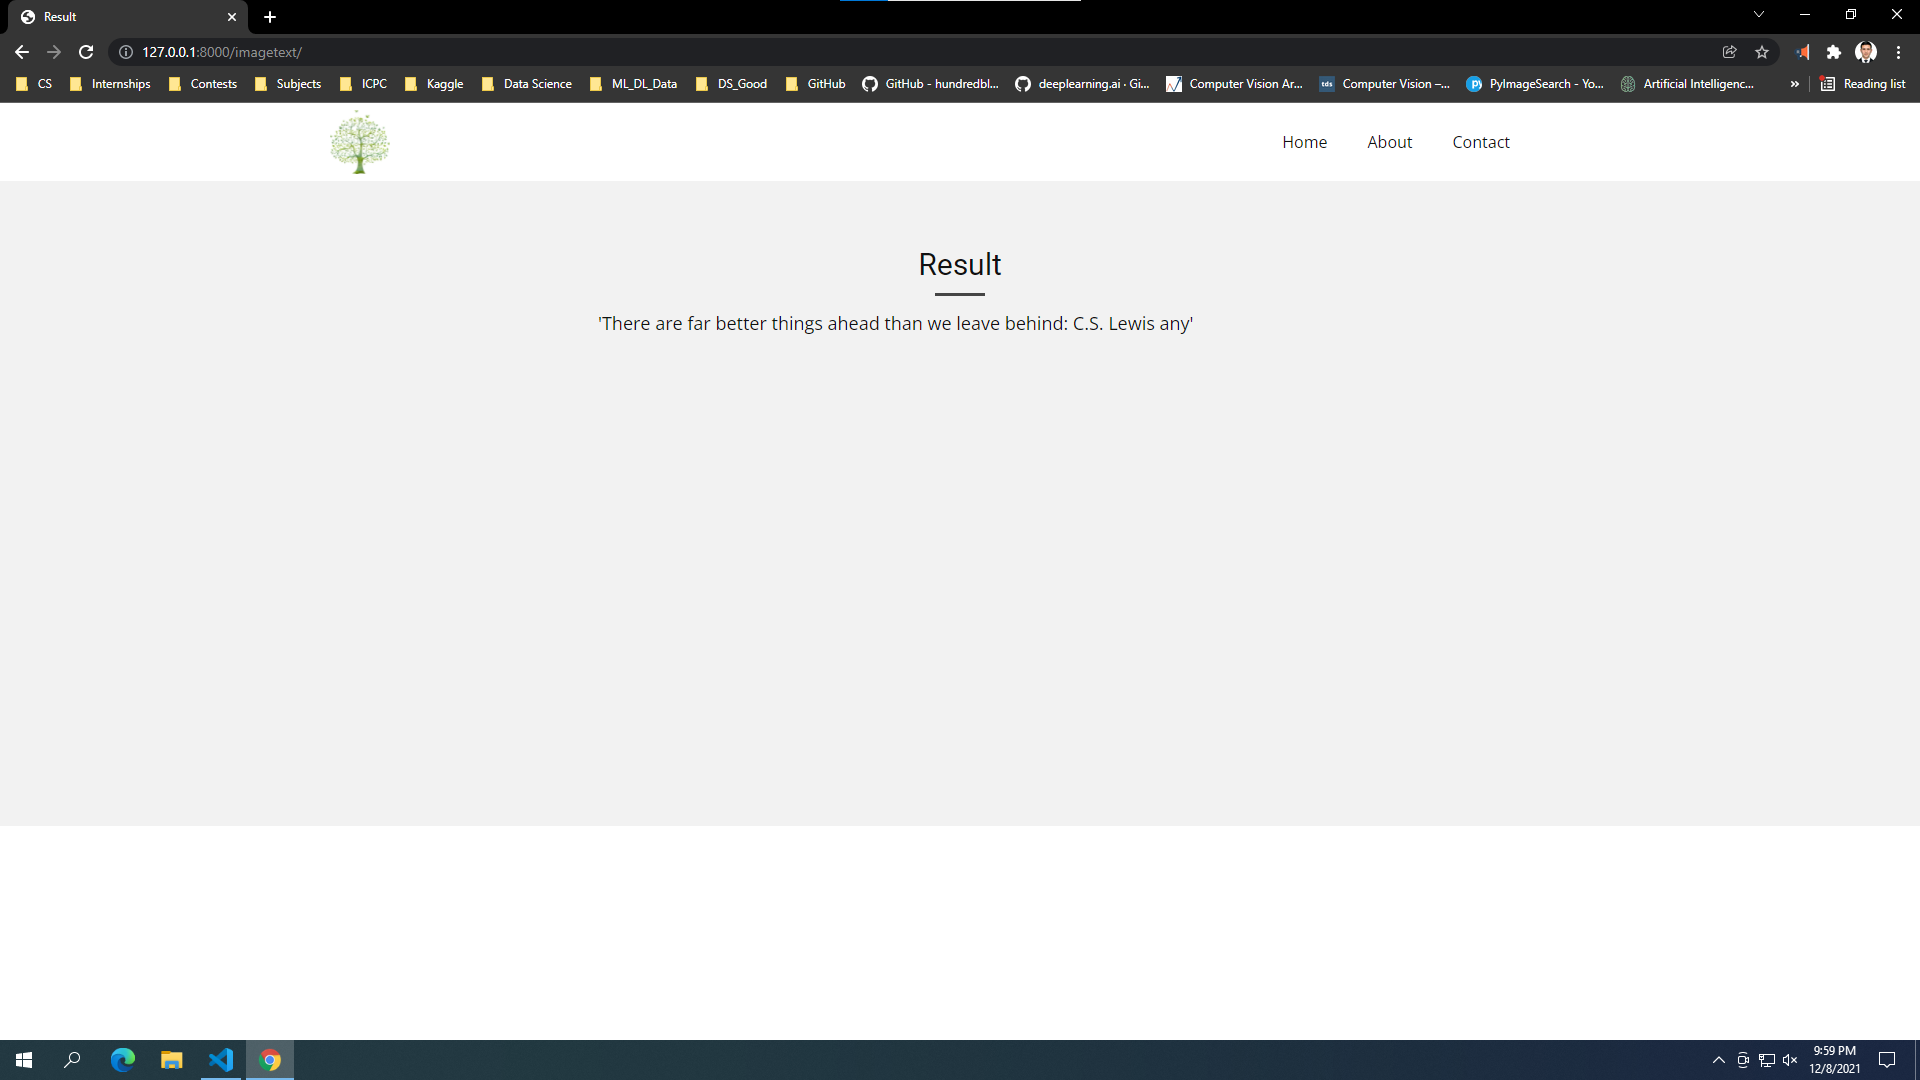 Result
127.0.0.1:8000/imagetext/
CS Internships Contests Subjects ICPC Kaggle Data Science ML_DL_Data DS_Good GitHub GitHub - hundredbl... deeplearning.ai · Gi... Computer Vision Ar... tds Computer Vision –... PyImageSearch - Yo... Artificial Intelligenc... » Reading list
Home About Contact
Result
'There are far better things ahead than we leave behind: C.S. Lewis any'
9:59 PM
12/8/2021